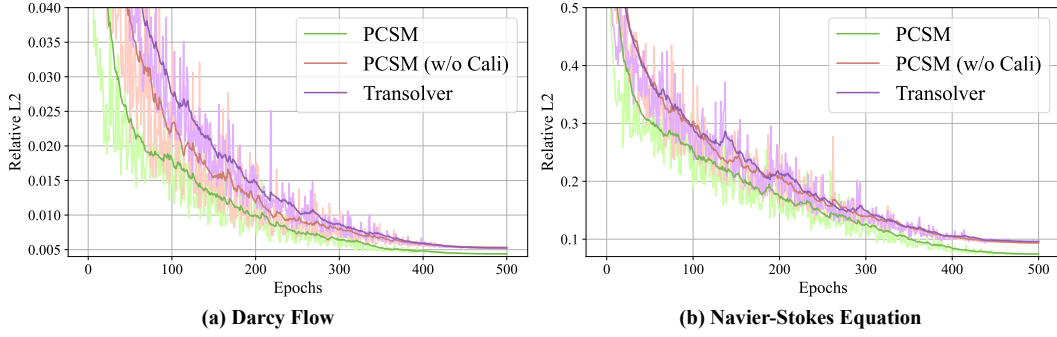 0.040
0.035
0.030
0.025
0.020
0.015
0.010
0.005
Relative L2
PCSM
PCSM (w/o Cali)
Transolver
0 100 200 300 400 500
Epochs
(a) Darcy Flow
0.5
0.4
0.3
0.2
0.1
Relative L2
PCSM
PCSM (w/o Cali)
Transolver
0 100 200 300 400 500
Epochs
(b) Navier-Stokes Equation